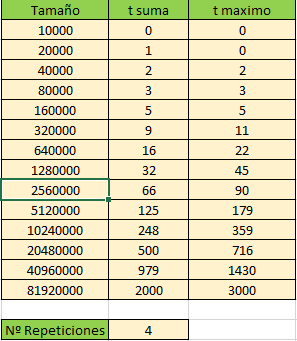 Tamaño t suma t maximo
10000 0 0
20000 1 0
40000 2 2
80000 3 3
160000 5 5
320000 9 11
640000 16 22
1280000 32 45
2560000 66 90
5120000 125 179
10240000 248 359
20480000 500 716
40960000 979 1430
81920000 2000 3000
Nº Repeticiones 4